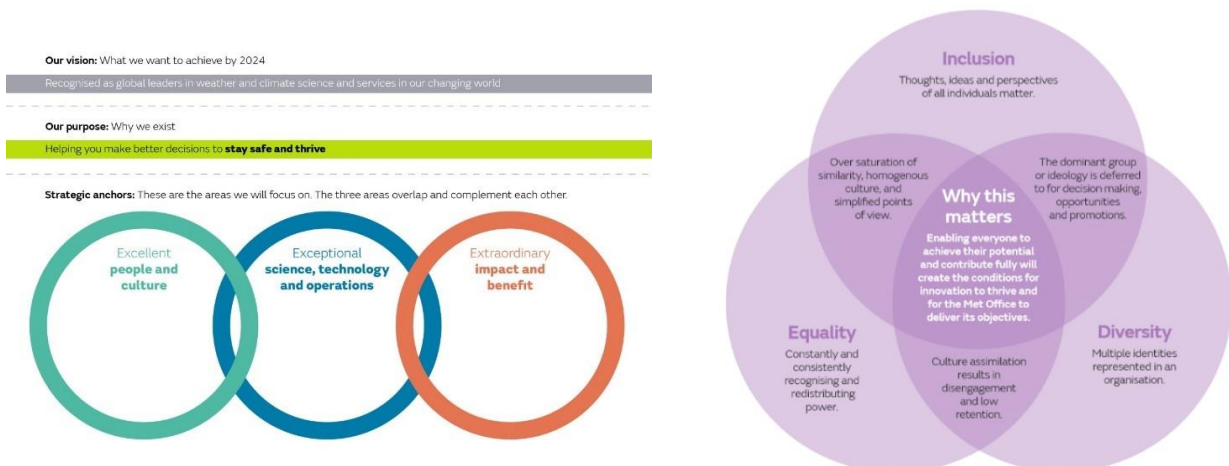 Our vision: What we want to achieve by 2024
Recognised as global leaders in weather and climate science and services in our changing world
Our purpose: Why we exist
Helping you make better decisions to stay safe and thrive
Strategic anchors: These are the areas we will focus on. The three areas overlap and complement each other.
Excellent
people and
culture
Exceptional
science, technology
and operations
Extraordinary
impact and
benefit
Inclusion
Thoughts, ideas and perspectives
of all individuals matter.
Over saturation of
similarity, homogenous
culture, and
simplified points
of view.
The dominant group
or ideology is deferred
to for decision making,
opportunities
and promotions.
Why this
matters
Enabling everyone to
achieve their potential
and contribute fully will
create the conditions for
innovation to thrive and
for the Met Office to
deliver its objectives.
Equality
Constantly and
consistently
recognising and
redistributing
power.
Culture assimilation
results in
disengagement
and low
retention.
Diversity
Multiple identities
represented in an
organisation.